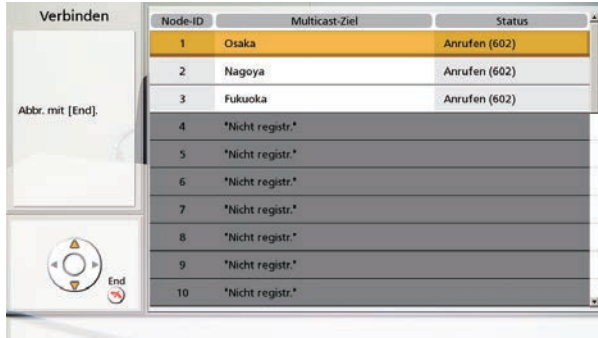 Verbinden
Abbr. mit [End].
End
Node-ID Multicast-Ziel Status
1 Osaka Anrufen (602)
2 Nagoya Anrufen (602)
3 Fukuoka Anrufen (602)
4 "Nicht registr."
5 "Nicht registr."
6 "Nicht registr."
7 "Nicht registr."
8 "Nicht registr."
9 "Nicht registr."
10 "Nicht registr."